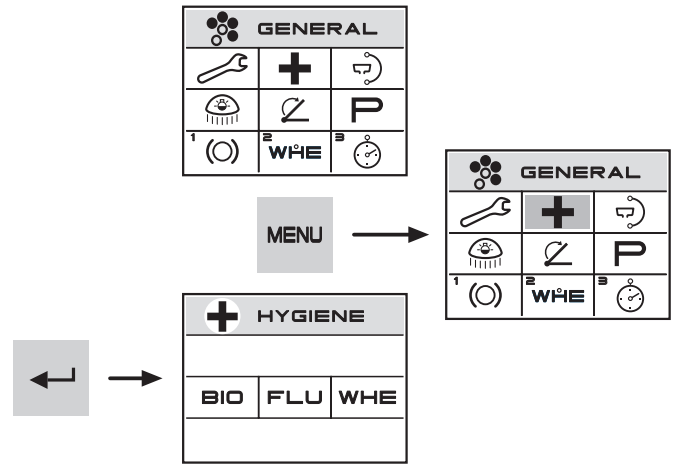 GENERAL
P
1 2 WHE 3
MENU
GENERAL
P
1 2 WHE 3
HYGIENE
BIO FLU WHE